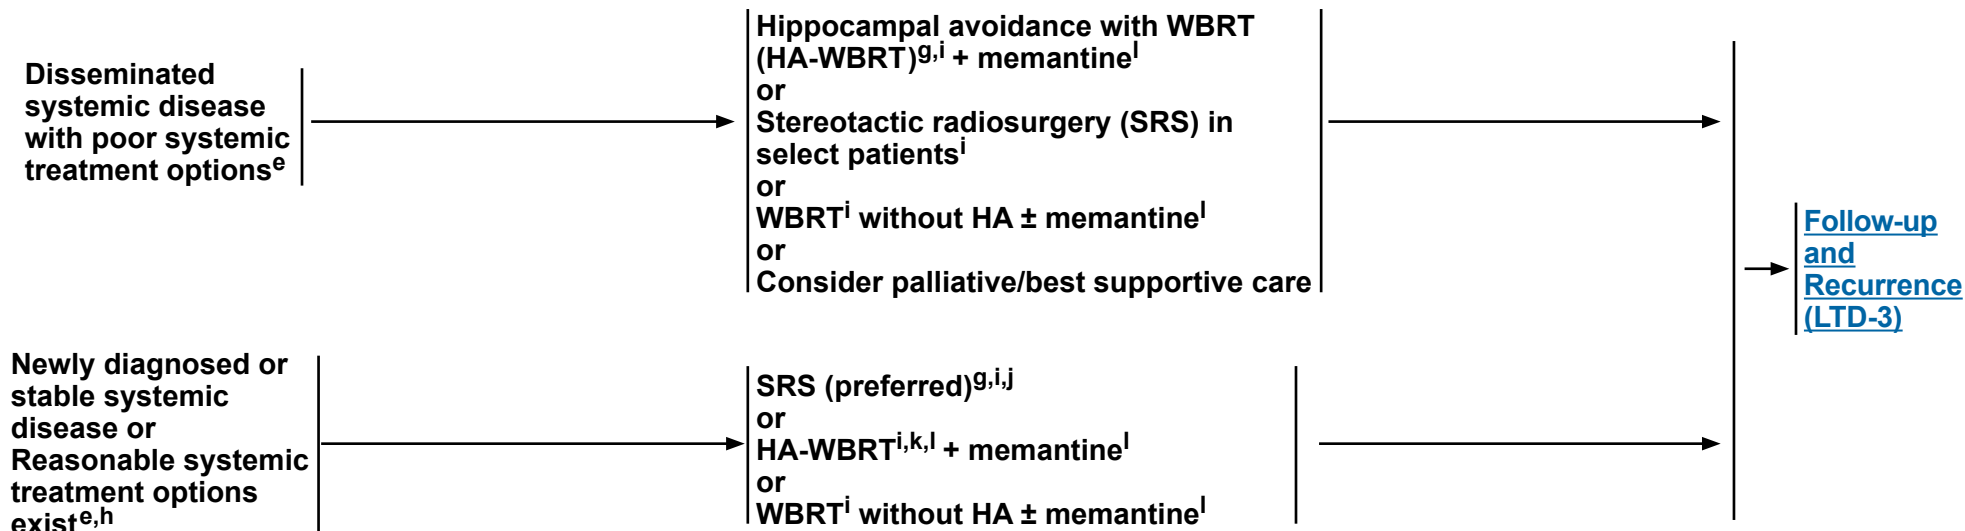 Disseminated
systemic disease
with poor systemic
treatment options^e
Hippocampal avoidance with WBRT
(HA-WBRT)^g,i + memantine^l
or
Stereotactic radiosurgery (SRS) in
select patients^i
or
WBRT^i without HA ± memantine^l
or
Consider palliative/best supportive care
Newly diagnosed or
stable systemic
disease or
Reasonable systemic
treatment options
exist^e,h
SRS (preferred)^g,i,j
or
HA-WBRT^i,k,l + memantine^l
or
WBRT^i without HA ± memantine^l
Follow-up
and
Recurrence
(LTD-3)